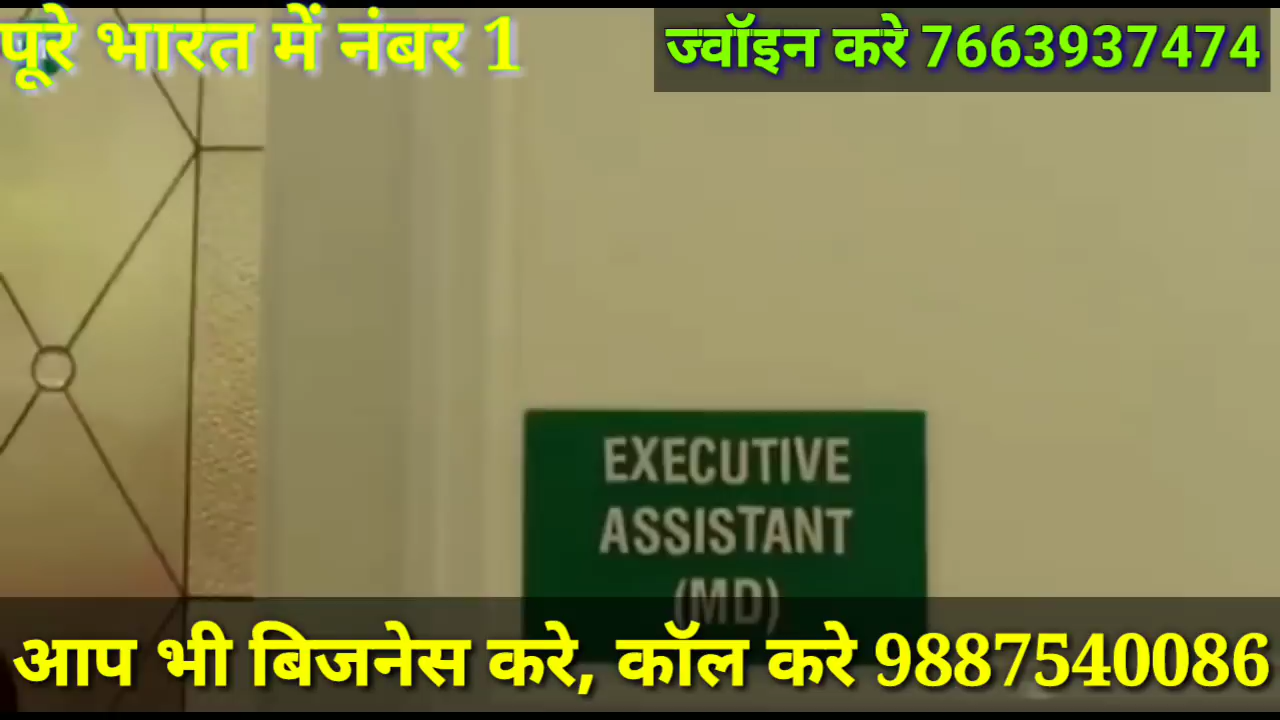 पूरे भारत में नंबर 1
ज्वॉइन करे 7663937474
EXECUTIVE
ASSISTANT
(MD)
आप भी बिजनेस करे, कॉल करे 9887540086